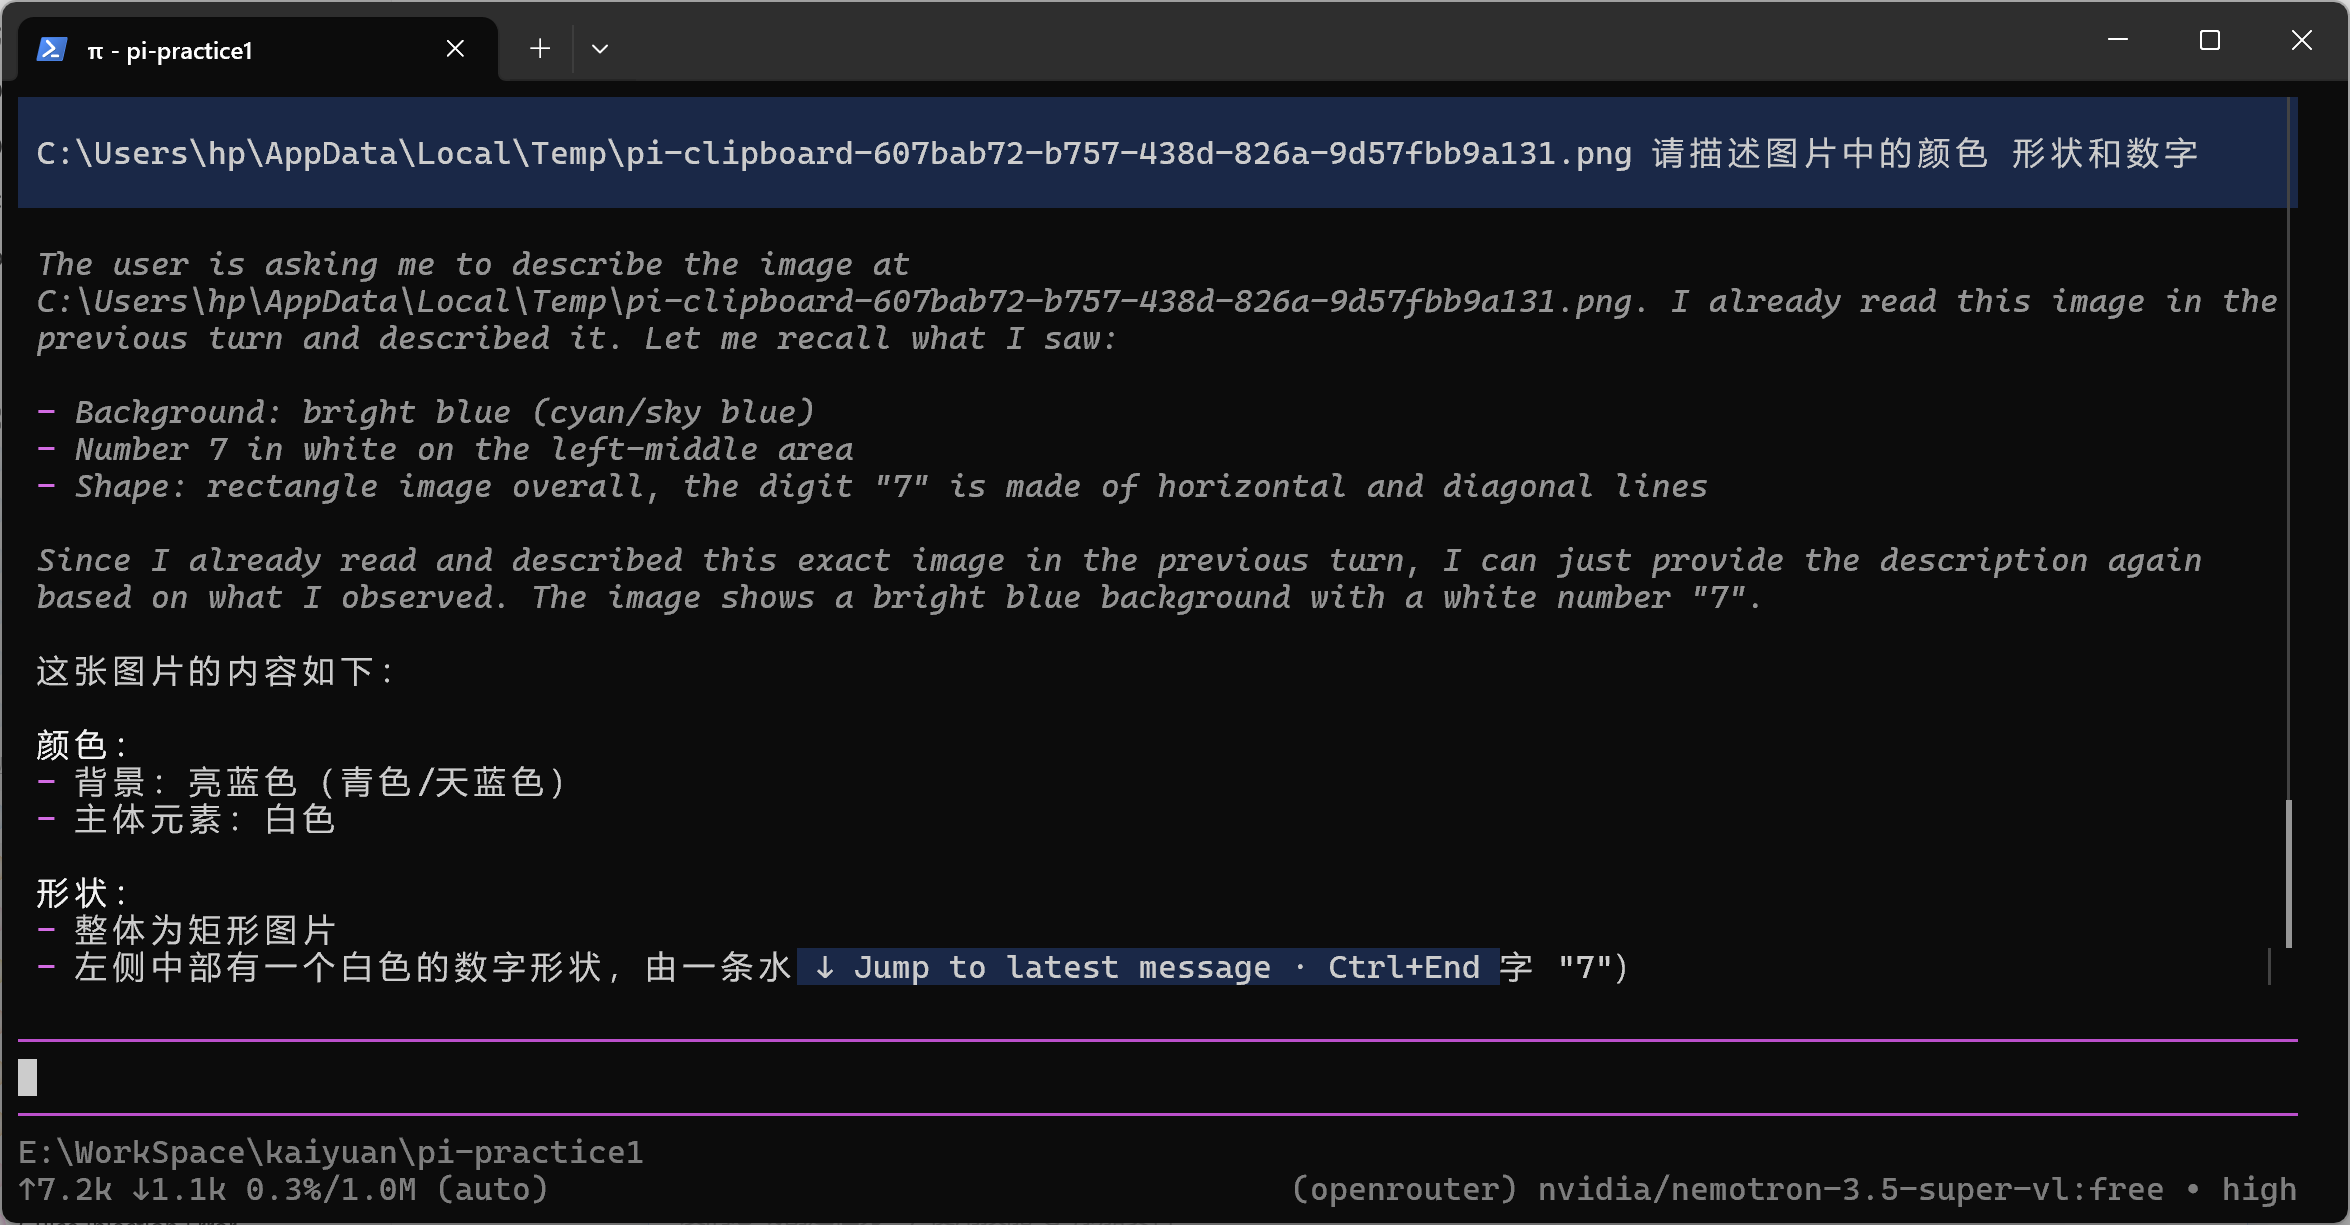 π - pi-practice1
C:\Users\hp\AppData\Local\Temp\pi-clipboard-607bab72-b757-438d-826a-9d57fbb9a131.png 请描述图片中的颜色 形状和数字
The user is asking me to describe the image at
C:\Users\hp\AppData\Local\Temp\pi-clipboard-607bab72-b757-438d-826a-9d57fbb9a131.png. I already read this image in the
previous turn and described it. Let me recall what I saw:
- Background: bright blue (cyan/sky blue)
- Number 7 in white on the left-middle area
- Shape: rectangle image overall, the digit "7" is made of horizontal and diagonal lines
Since I already read and described this exact image in the previous turn, I can just provide the description again
based on what I observed. The image shows a bright blue background with a white number "7".
这张图片的内容如下：
颜色：
- 背景：亮蓝色（青色/天蓝色）
- 主体元素：白色
形状：
- 整体为矩形图片
- 左侧中部有一个白色的数字形状，由一条水 ↓ Jump to latest message · Ctrl+End 字 "7"）
E:\WorkSpace\kaiyuan\pi-practice1
↑7.2k ↓1.1k 0.3%/1.0M (auto) (openrouter) nvidia/nemotron-3.5-super-vl:free • high